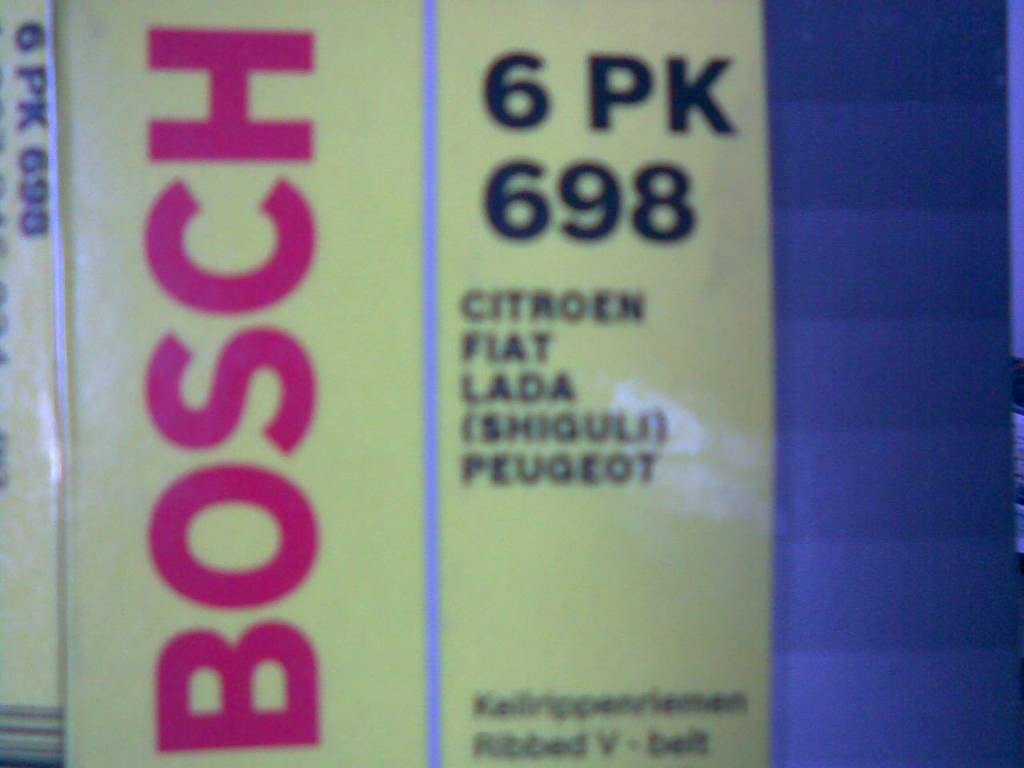 BOSCH
6 PK
698
CITROEN
FIAT
LADA
(SHIGULI)
PEUGEOT
Keilrippenriemen
Ribbed V - belt
6 PK 698